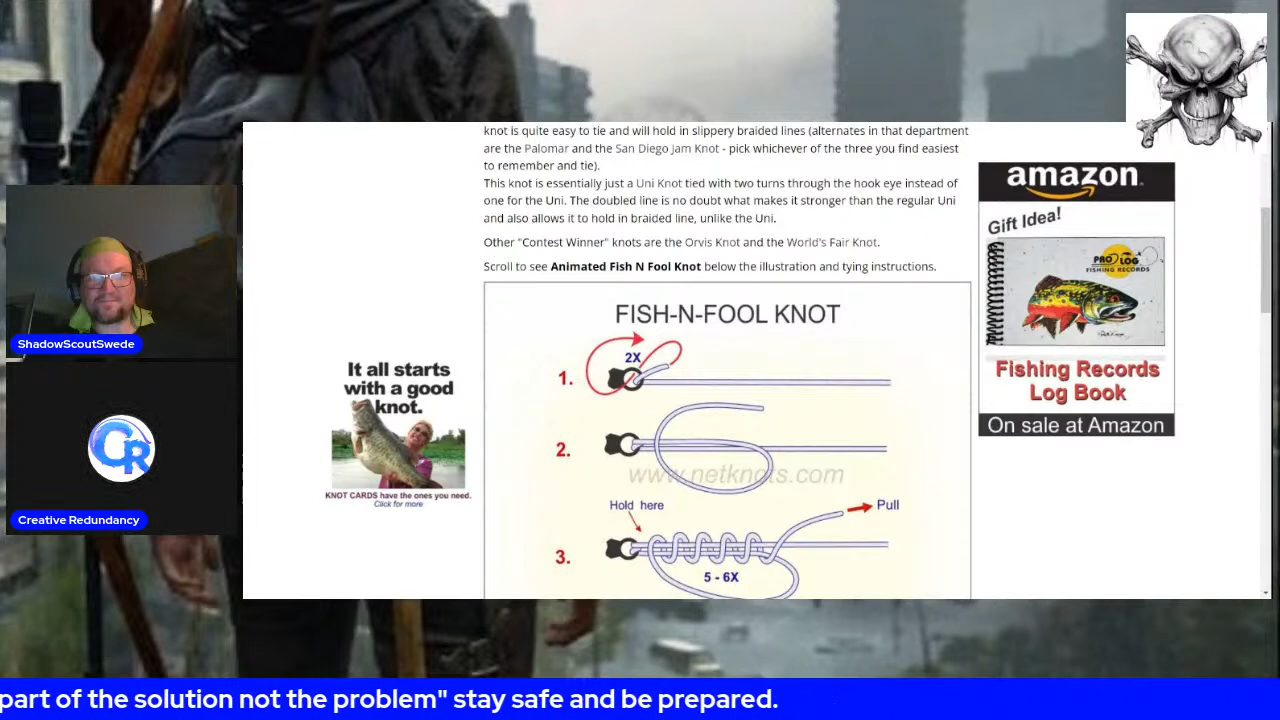 knot is quite easy to tie and will hold in slippery braided lines (alternates in that department
are the Palomar and the San Diego Jam Knot - pick whichever of the three you find easiest
to remember and tie).
This knot is essentially just a Uni Knot tied with two turns through the hook eye instead of
one for the Uni. The doubled line is no doubt what makes it stronger than the regular Uni
and also allows it to hold in braided line, unlike the Uni.
Other "Contest Winner" knots are the Orvis Knot and the World's Fair Knot.
Scroll to see Animated Fish N Fool Knot below the illustration and tying instructions.
FISH-N-FOOL KNOT
2X
1.
2.
www.netknots.com
Hold here
Pull
3.
5 - 6X
It all starts
with a good
knot.
KNOT CARDS have the ones you need.
Click for more
amazon
Gift Idea!
PRO LOG
FISHING RECORDS
Fishing Records
Log Book
On sale at Amazon
ShadowScoutSwede
CR
Creative Redundancy
part of the solution not the problem" stay safe and be prepared.